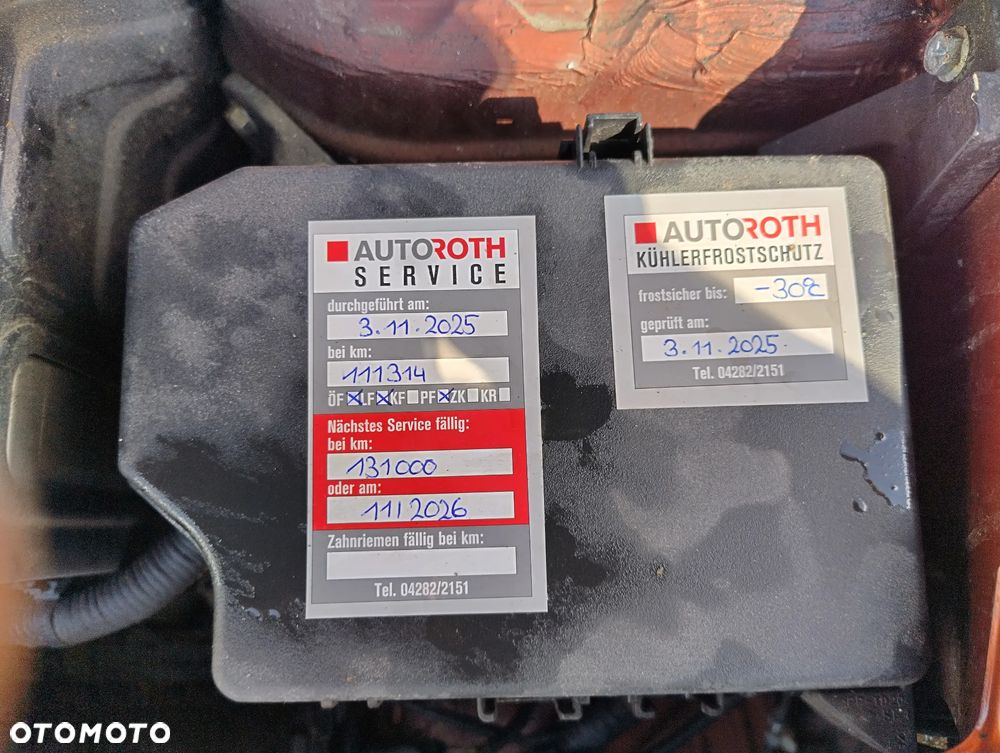 AUTOROTH
SERVICE
durchgeführt am:
3.11.2025
bei km:
111314
ÖF☒LF☒KF☐PF☒ZK☐KR☐
Nächstes Service fällig:
bei km:
131000
oder am:
11/2026
Zahnriemen fällig bei km:
Tel. 04282/2151
AUTOROTH
KÜHLERFROSTSCHUTZ
frostsicher bis: -30°C
geprüft am:
3.11.2025.
Tel. 04282/2151
OTOMOTO